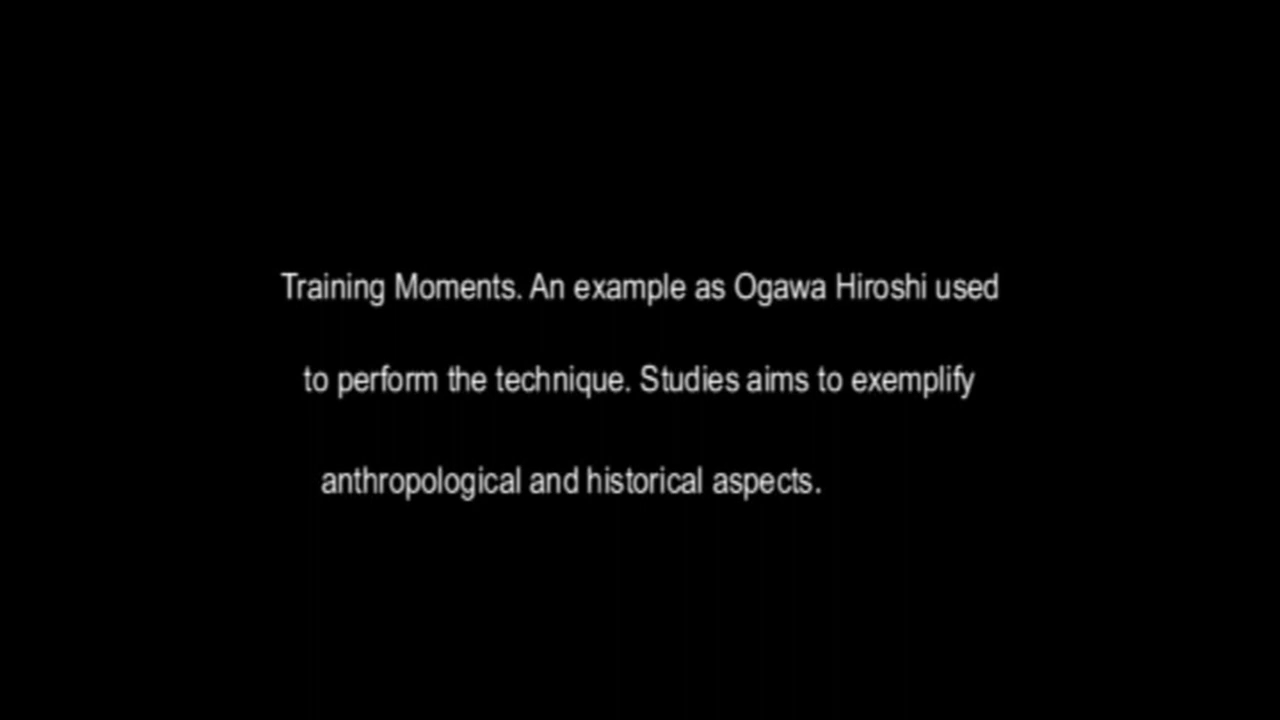 Training Moments. An example as Ogawa Hiroshi used
to perform the technique. Studies aims to exemplify
anthropological and historical aspects.